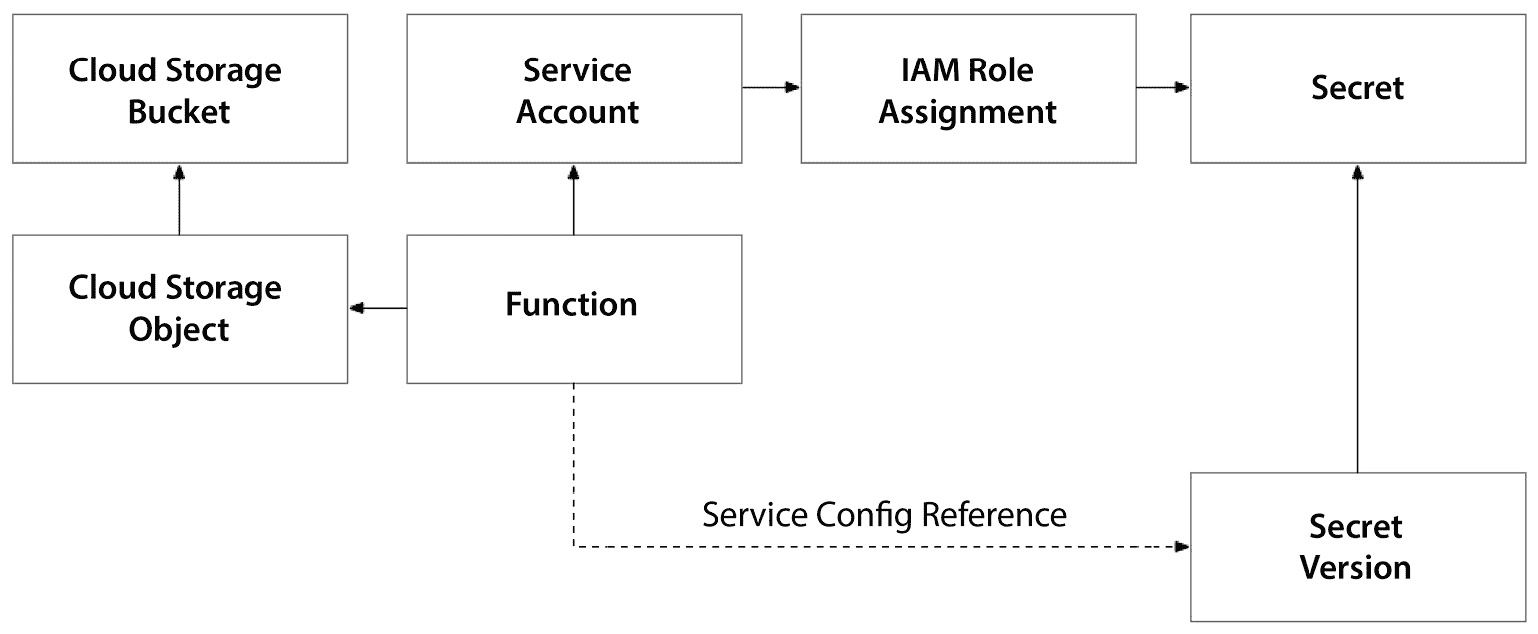 Cloud Storage
Bucket
Service
Account
IAM Role
Assignment
Secret
Cloud Storage
Object
Function
Service Config Reference
Secret
Version